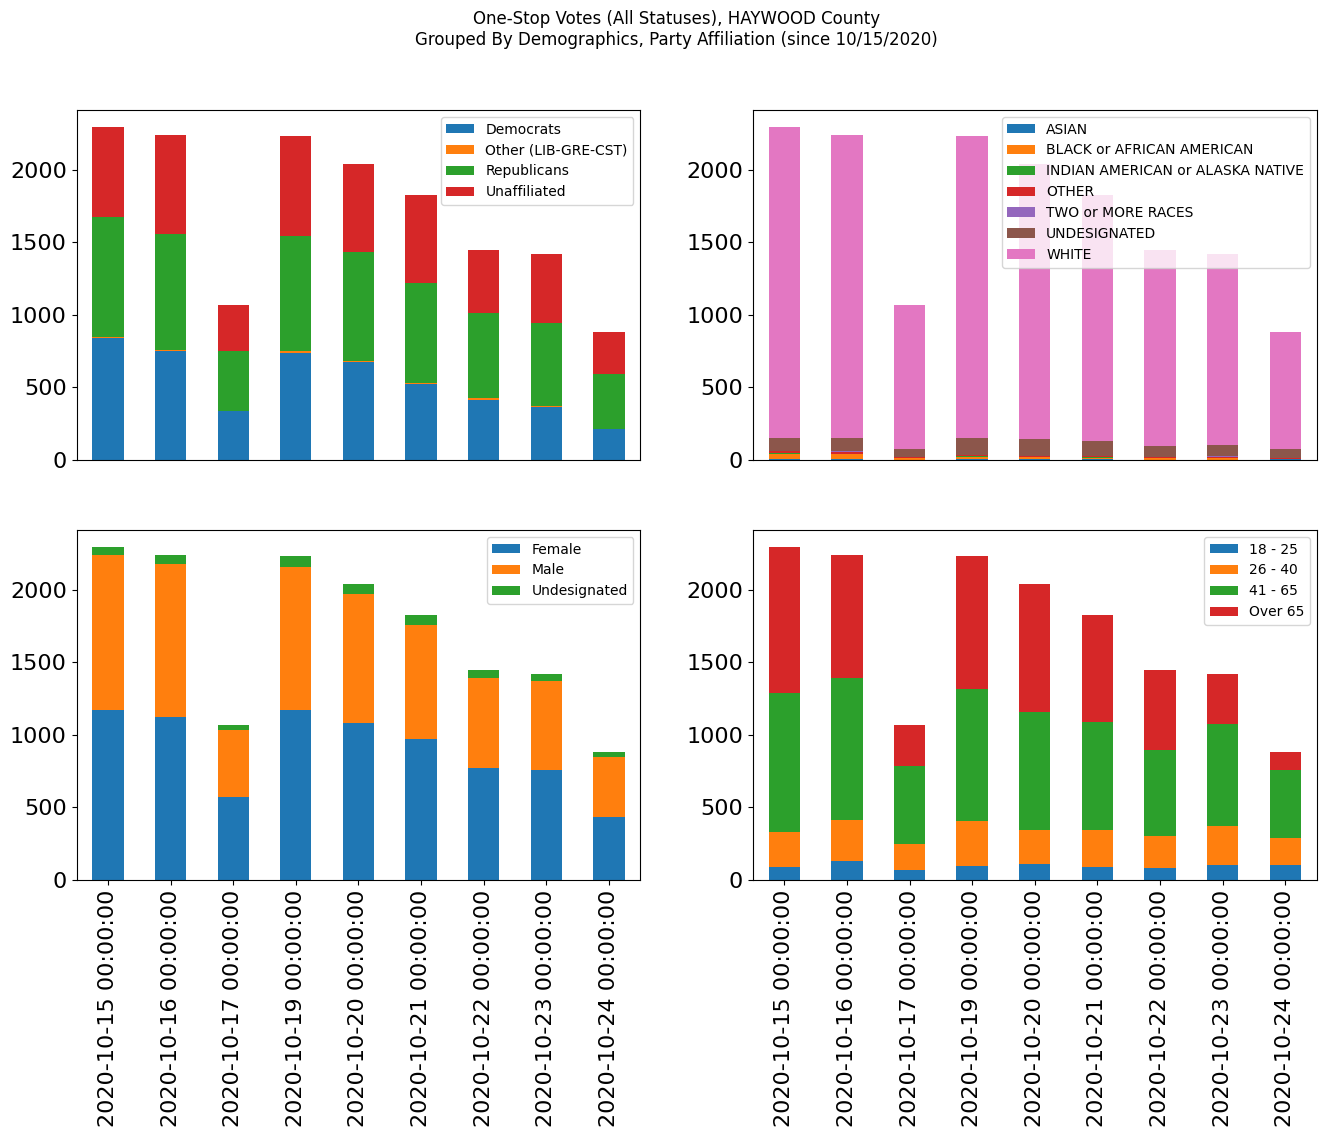 One-Stop Votes (All Statuses), HAYWOOD County
Grouped By Demographics, Party Affiliation (since 10/15/2020)
2000
1500
1000
500
0
Democrats
Other (LIB-GRE-CST)
Republicans
Unaffiliated
2000
1500
1000
500
0
ASIAN
BLACK or AFRICAN AMERICAN
INDIAN AMERICAN or ALASKA NATIVE
OTHER
TWO or MORE RACES
UNDESIGNATED
WHITE
2000
1500
1000
500
0
Female
Male
Undesignated
2020-10-15 00:00:00
2020-10-16 00:00:00
2020-10-17 00:00:00
2020-10-19 00:00:00
2020-10-20 00:00:00
2020-10-21 00:00:00
2020-10-22 00:00:00
2020-10-23 00:00:00
2020-10-24 00:00:00
2000
1500
1000
500
0
18 - 25
26 - 40
41 - 65
Over 65
2020-10-15 00:00:00
2020-10-16 00:00:00
2020-10-17 00:00:00
2020-10-19 00:00:00
2020-10-20 00:00:00
2020-10-21 00:00:00
2020-10-22 00:00:00
2020-10-23 00:00:00
2020-10-24 00:00:00